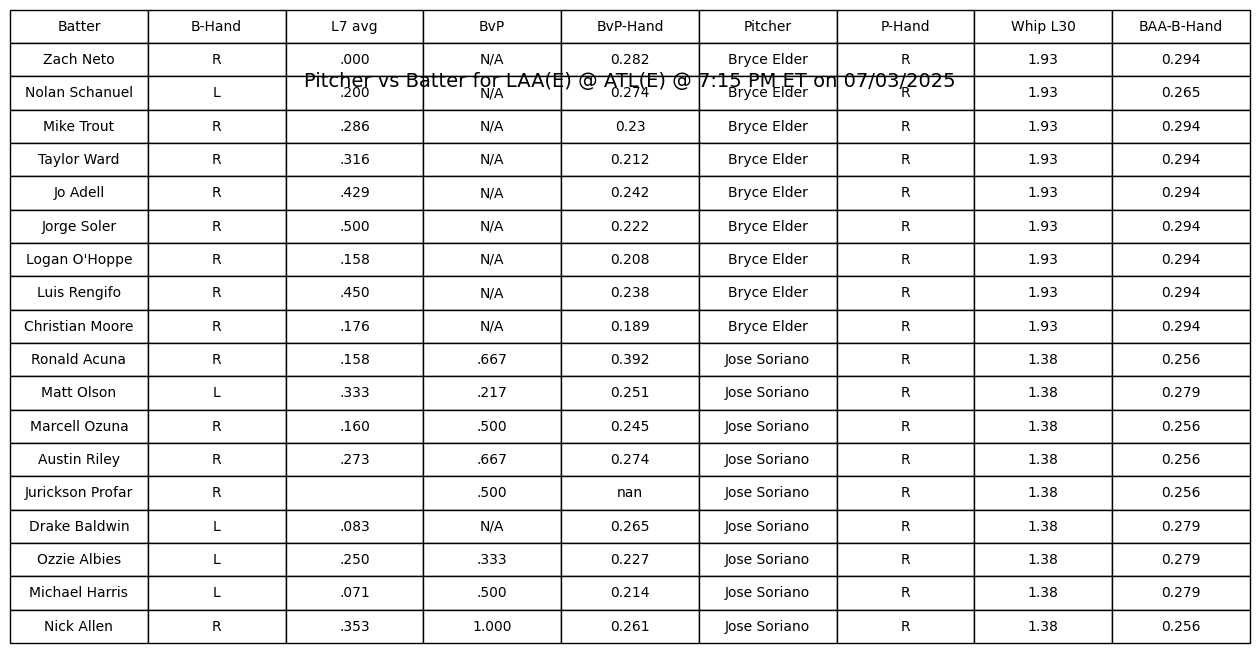 Batter B-Hand L7 avg BvP BvP-Hand Pitcher P-Hand Whip L30 BAA-B-Hand
Zach Neto R .000 N/A 0.282 Bryce Elder R 1.93 0.294
Pitcher vs Batter for LAA(E) @ ATL(E) @ 7:15 PM ET on 07/03/2025
Nolan Schanuel L .200 N/A 0.274 Bryce Elder R 1.93 0.265
Mike Trout R .286 N/A 0.23 Bryce Elder R 1.93 0.294
Taylor Ward R .316 N/A 0.212 Bryce Elder R 1.93 0.294
Jo Adell R .429 N/A 0.242 Bryce Elder R 1.93 0.294
Jorge Soler R .500 N/A 0.222 Bryce Elder R 1.93 0.294
Logan O'Hoppe R .158 N/A 0.208 Bryce Elder R 1.93 0.294
Luis Rengifo R .450 N/A 0.238 Bryce Elder R 1.93 0.294
Christian Moore R .176 N/A 0.189 Bryce Elder R 1.93 0.294
Ronald Acuna R .158 .667 0.392 Jose Soriano R 1.38 0.256
Matt Olson L .333 .217 0.251 Jose Soriano R 1.38 0.279
Marcell Ozuna R .160 .500 0.245 Jose Soriano R 1.38 0.256
Austin Riley R .273 .667 0.274 Jose Soriano R 1.38 0.256
Jurickson Profar R .500 nan Jose Soriano R 1.38 0.256
Drake Baldwin L .083 N/A 0.265 Jose Soriano R 1.38 0.279
Ozzie Albies L .250 .333 0.227 Jose Soriano R 1.38 0.279
Michael Harris L .071 .500 0.214 Jose Soriano R 1.38 0.279
Nick Allen R .353 1.000 0.261 Jose Soriano R 1.38 0.256